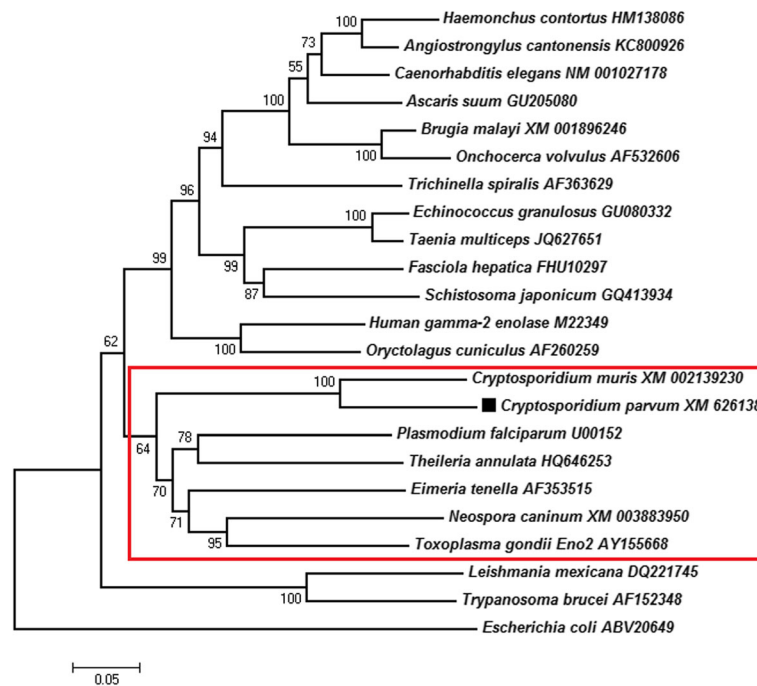 Haemonchus contortus HM138086
100
Angiostrongylus cantonensis KC800926
73
Caenorhabditis elegans NM 001027178
55
Ascaris suum GU205080
100
Brugia malayi XM 001896246
94
100
Onchocerca volvulus AF532606
Trichinella spiralis AF363629
96
Echinococcus granulosus GU080332
100
Taenia multiceps JQ627651
99
99
Fasciola hepatica FHU10297
87
Schistosoma japonicum GQ413934
Human gamma-2 enolase M22349
62
100
Oryctolagus cuniculus AF260259
Cryptosporidium muris XM 002139230
100
Cryptosporidium parvum XM 626138
Plasmodium falciparum U00152
78
64
Theileria annulata HQ646253
70
Eimeria tenella AF353515
71
Neospora caninum XM 003883950
95
Toxoplasma gondii Eno2 AY155668
Leishmania mexicana DQ221745
100
Trypanosoma brucei AF152348
Escherichia coli ABV20649
0.05